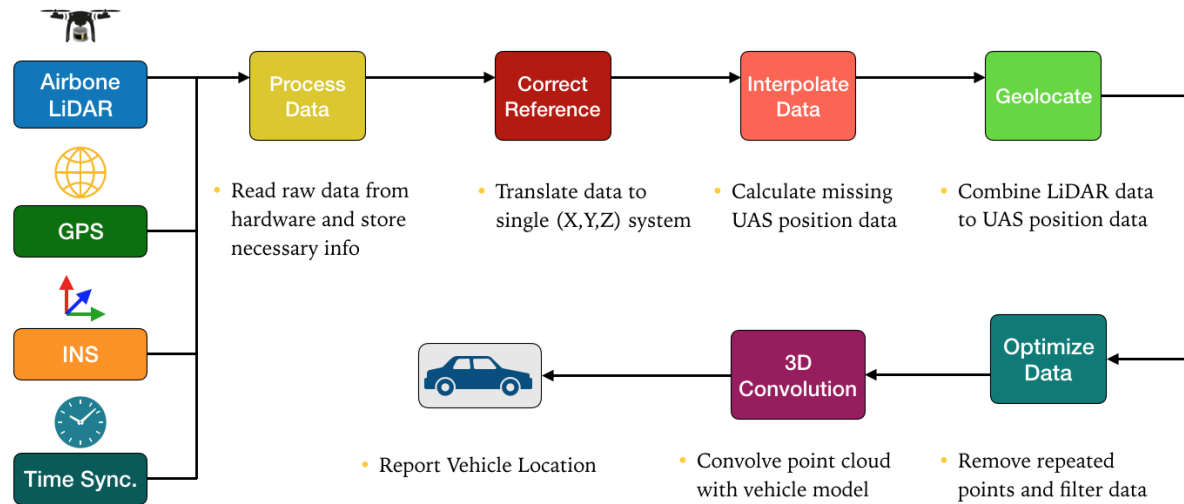 Airbone
LiDAR
GPS
INS
Time Sync.
Process
Data
• Read raw data from
hardware and store
necessary info
Correct
Reference
• Translate data to
single (X,Y,Z) system
Interpolate
Data
• Calculate missing
UAS position data
Geolocate
• Combine LiDAR data
to UAS position data
Optimize
Data
• Remove repeated
points and filter data
3D
Convolution
• Convolve point cloud
with vehicle model
• Report Vehicle Location